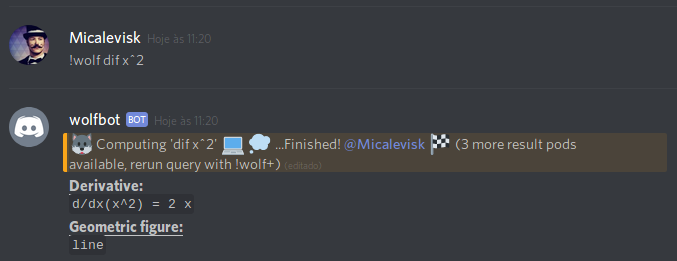 Micalevisk Hoje às 11:20
!wolf dif x^2
wolfbot BOT Hoje às 11:20
Computing 'dif x^2' ...Finished! @Micalevisk (3 more result pods
available, rerun query with !wolf+) (editado)
Derivative:
d/dx(x^2) = 2 x
Geometric figure:
line